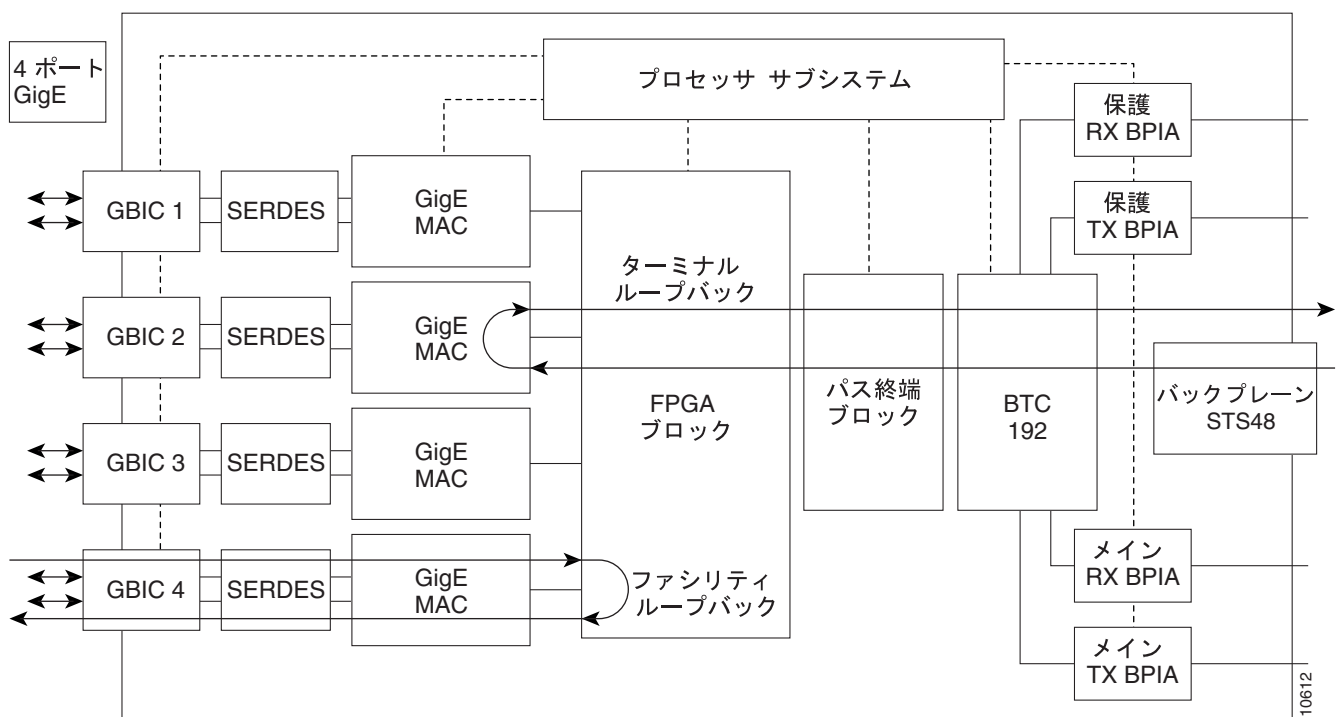 4 ポート
GigE
プロセッサ サブシステム
保護
RX BPIA
保護
TX BPIA
GBIC 1
SERDES
GigE
MAC
ターミナル
ループバック
GBIC 2
SERDES
GigE
MAC
FPGA
ブロック
パス終端
ブロック
BTC
192
バックプレーン
STS48
GBIC 3
SERDES
GigE
MAC
GBIC 4
SERDES
GigE
MAC
ファシリティ
ループバック
メイン
RX BPIA
メイン
TX BPIA
10612